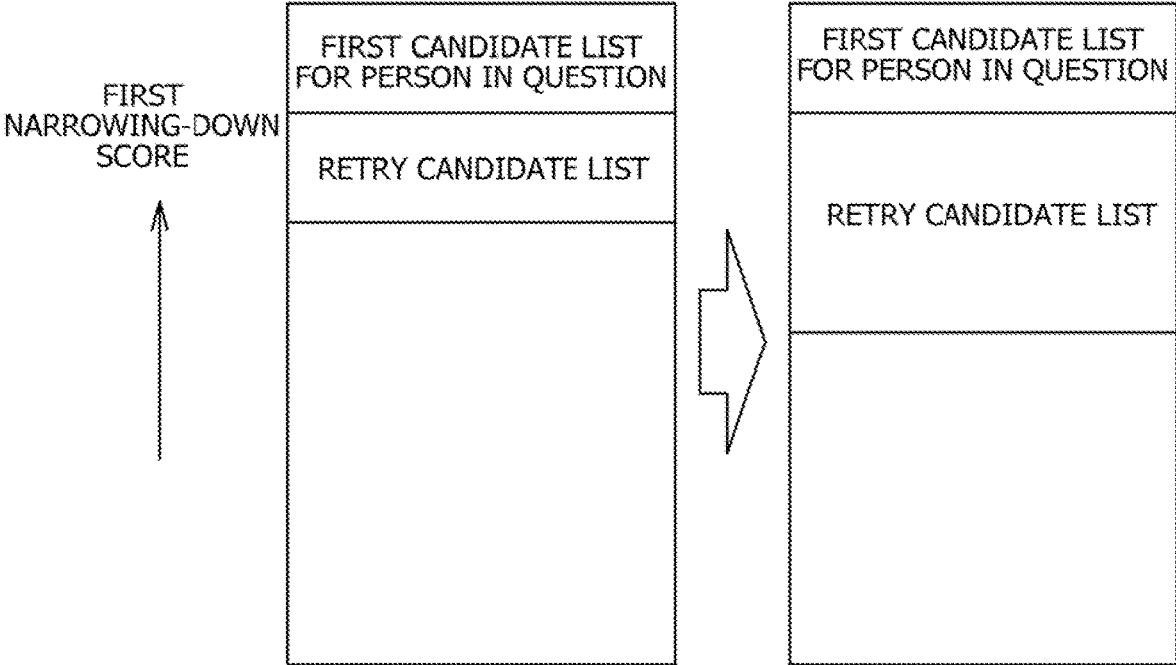 FIRST
NARROWING-DOWN
SCORE
FIRST CANDIDATE LIST
FOR PERSON IN QUESTION
RETRY CANDIDATE LIST
FIRST CANDIDATE LIST
FOR PERSON IN QUESTION
RETRY CANDIDATE LIST